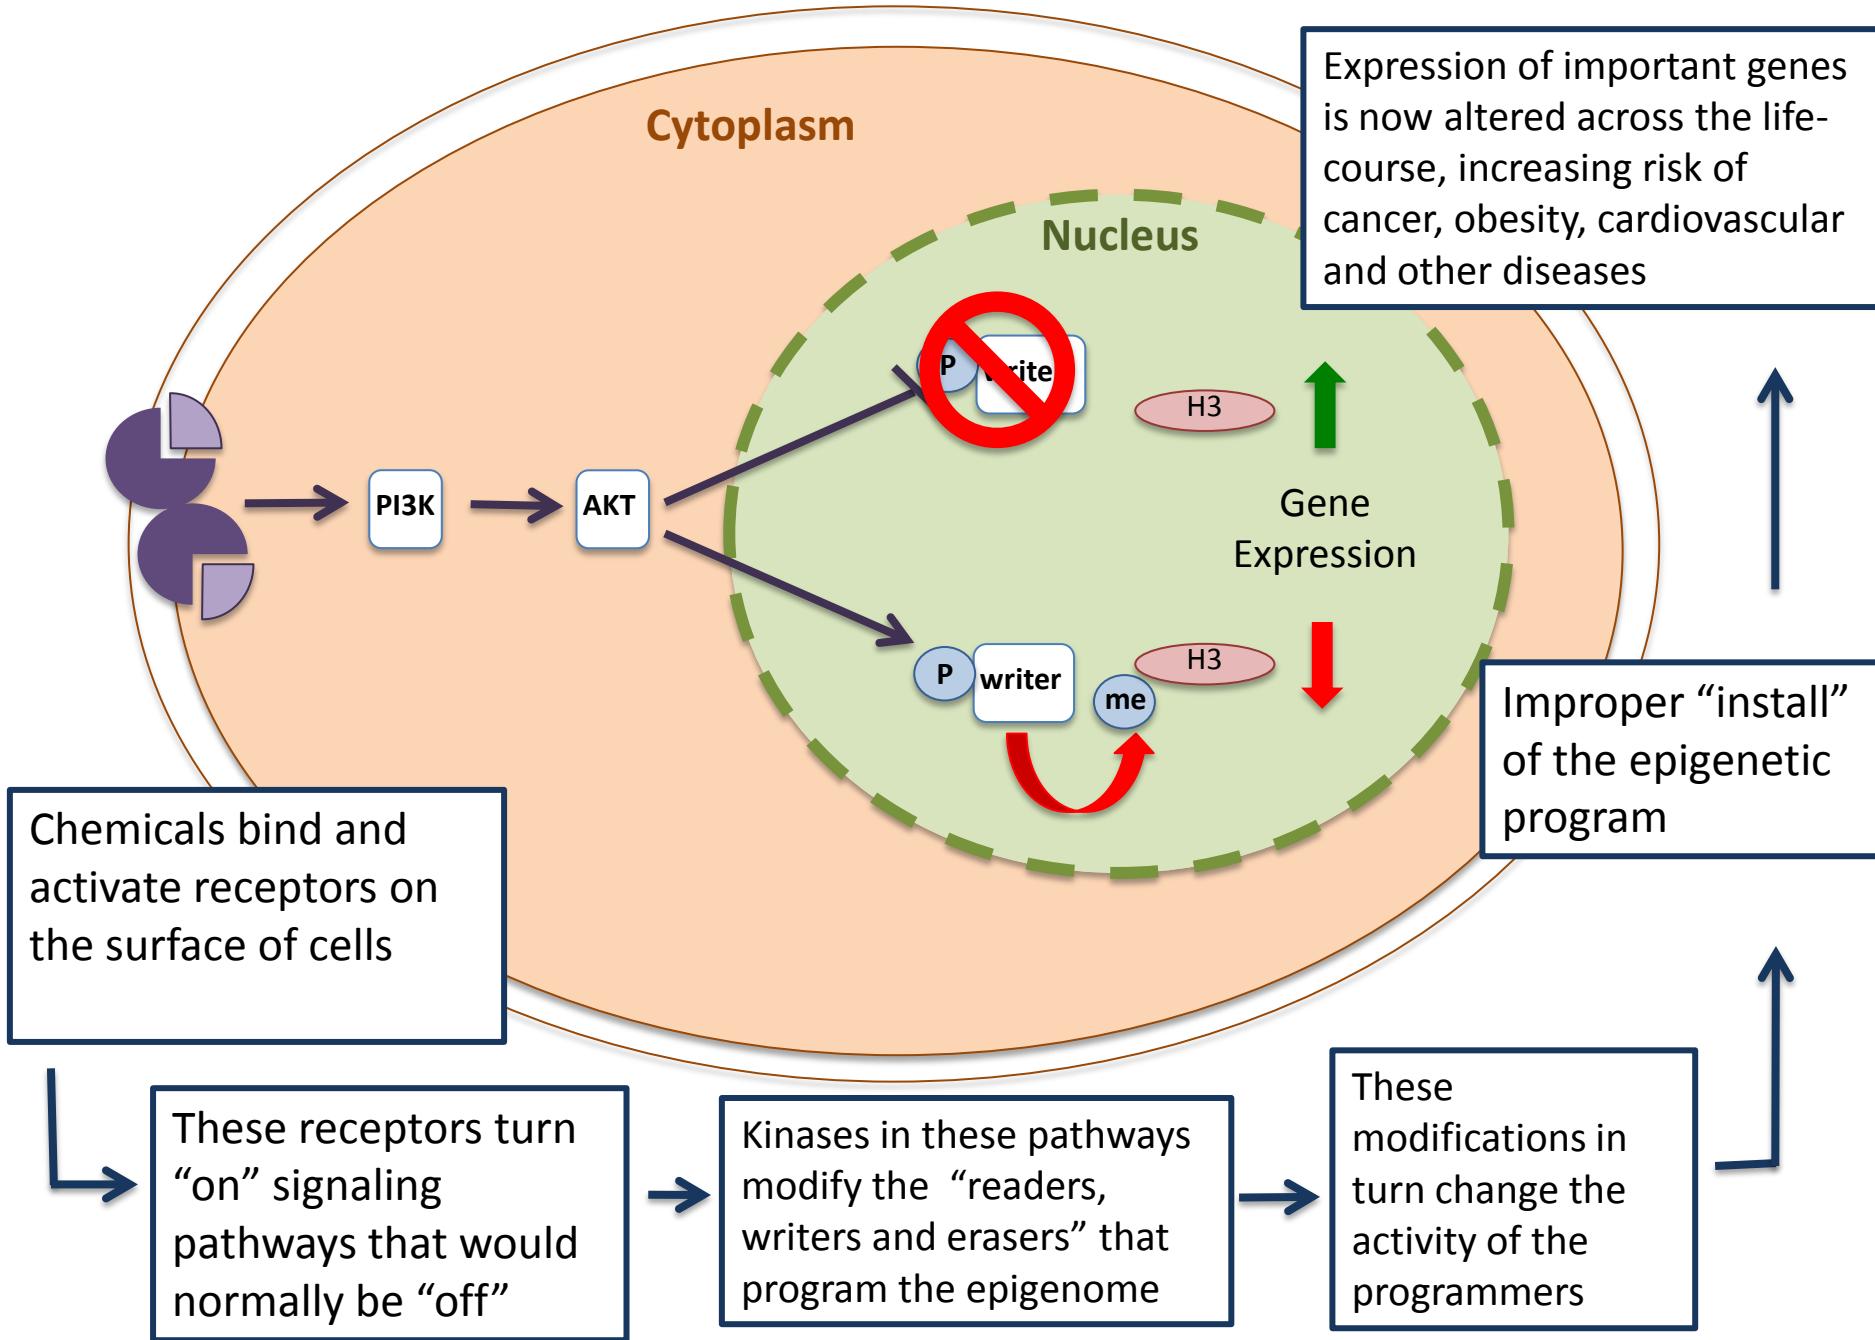 Cytoplasm
Nucleus
Expression of important genes
is now altered across the life-
course, increasing risk of
cancer, obesity, cardiovascular
and other diseases
P
write
H3
PI3K
AKT
Gene
Expression
P
writer
me
H3
Improper “install”
of the epigenetic
program
Chemicals bind and
activate receptors on
the surface of cells
These receptors turn
“on” signaling
pathways that would
normally be “off”
Kinases in these pathways
modify the “readers,
writers and erasers” that
program the epigenome
These
modifications in
turn change the
activity of the
programmers